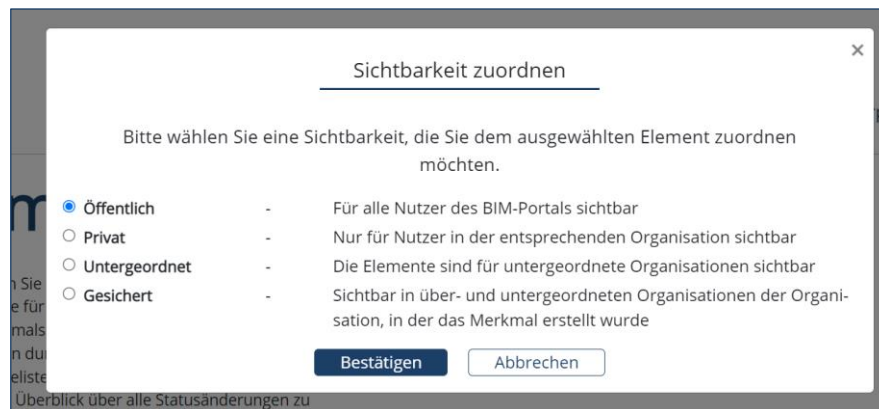 ×
Sichtbarkeit zuordnen
Bitte wählen Sie eine Sichtbarkeit, die Sie dem ausgewählten Element zuordnen
möchten.
Öffentlich - Für alle Nutzer des BIM-Portals sichtbar
Privat - Nur für Nutzer in der entsprechenden Organisation sichtbar
Untergeordnet - Die Elemente sind für untergeordnete Organisationen sichtbar
Gesichert - Sichtbar in über- und untergeordneten Organisationen der Organi-
sation, in der das Merkmal erstellt wurde
Bestätigen Abbrechen
Sie
für
Überblick über alle Statusänderungen zu